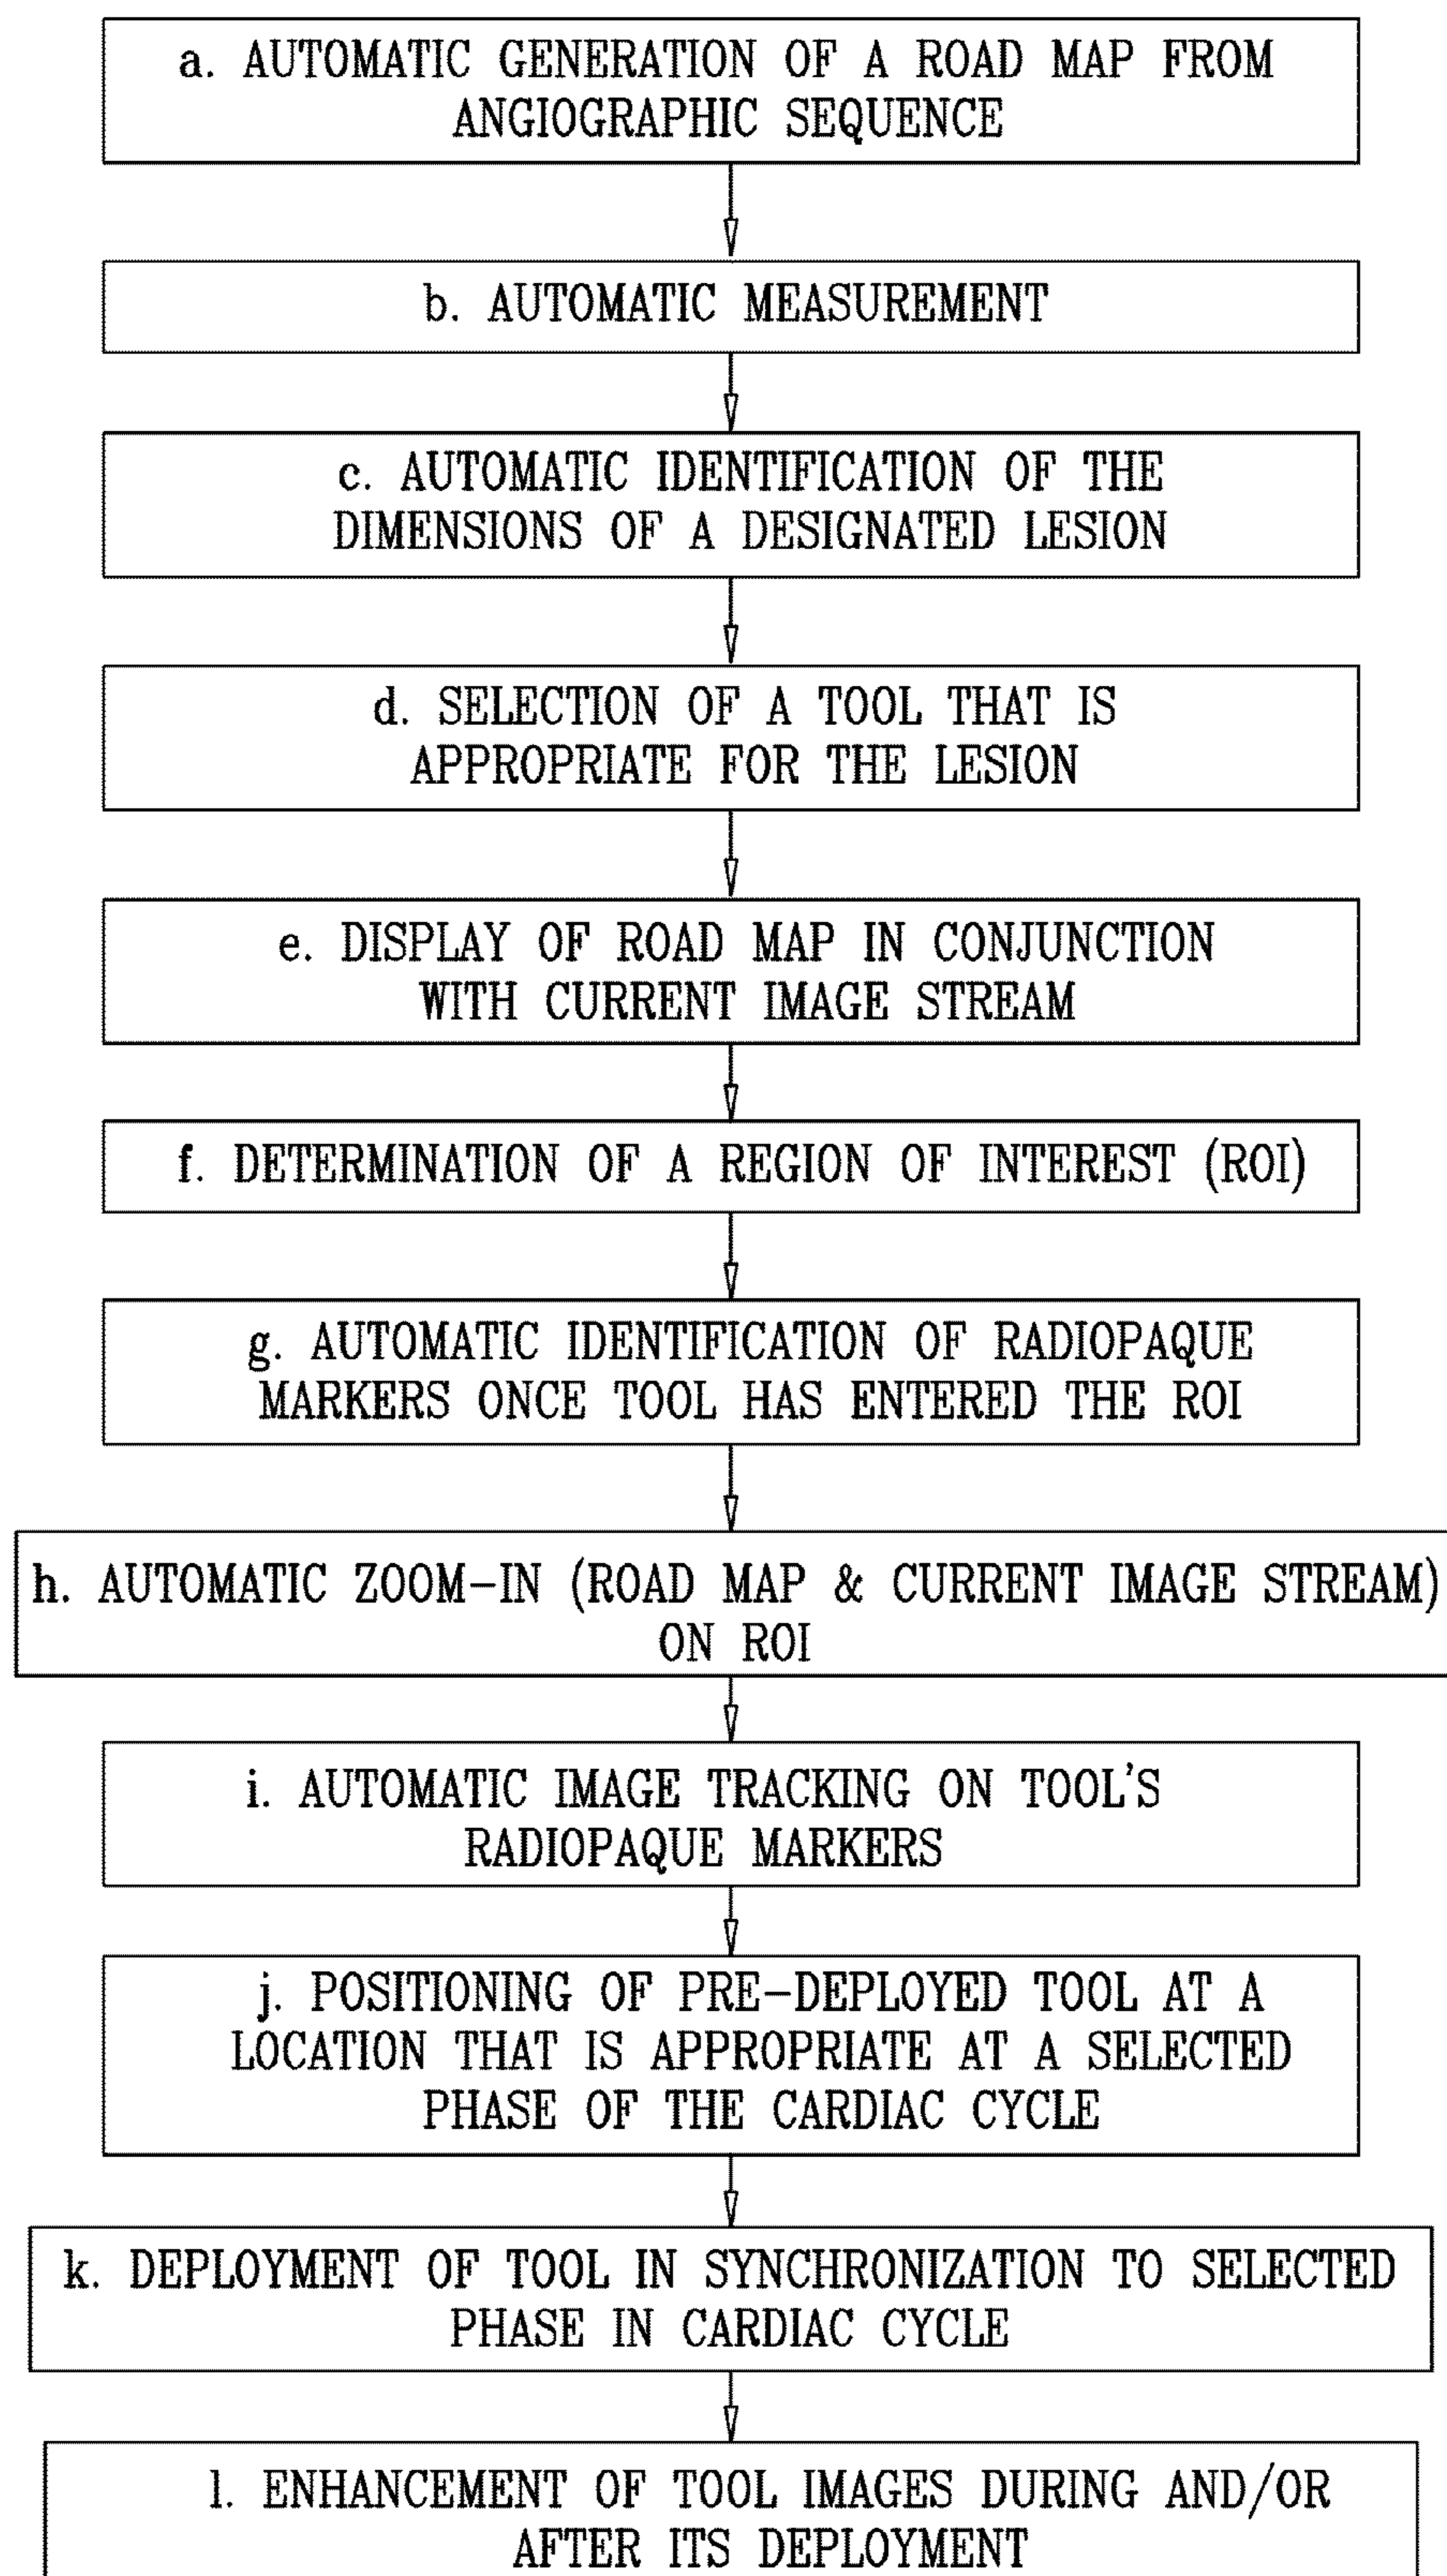 a. AUTOMATIC GENERATION OF A ROAD MAP FROM
ANGIOGRAPHIC SEQUENCE
b. AUTOMATIC MEASUREMENT
c. AUTOMATIC IDENTIFICATION OF THE
DIMENSIONS OF A DESIGNATED LESION
d. SELECTION OF A TOOL THAT IS
APPROPRIATE FOR THE LESION
e. DISPLAY OF ROAD MAP IN CONJUNCTION
WITH CURRENT IMAGE STREAM
f. DETERMINATION OF A REGION OF INTEREST (ROI)
g. AUTOMATIC IDENTIFICATION OF RADIOPAQUE
MARKERS ONCE TOOL HAS ENTERED THE ROI
h. AUTOMATIC ZOOM-IN (ROAD MAP & CURRENT IMAGE STREAM)
ON ROI
i. AUTOMATIC IMAGE TRACKING ON TOOL'S
RADIOPAQUE MARKERS
j. POSITIONING OF PRE-DEPLOYED TOOL AT A
LOCATION THAT IS APPROPRIATE AT A SELECTED
PHASE OF THE CARDIAC CYCLE
k. DEPLOYMENT OF TOOL IN SYNCHRONIZATION TO SELECTED
PHASE IN CARDIAC CYCLE
l. ENHANCEMENT OF TOOL IMAGES DURING AND/OR
AFTER ITS DEPLOYMENT